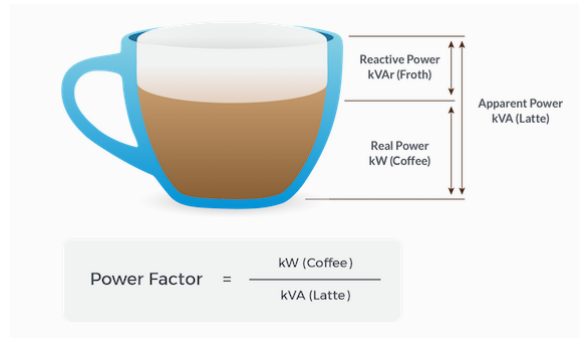 Reactive Power
kVAr (Froth)
Apparent Power
kVA (Latte)
Real Power
kW (Coffee)
kW (Coffee)
Power Factor =
kVA (Latte)